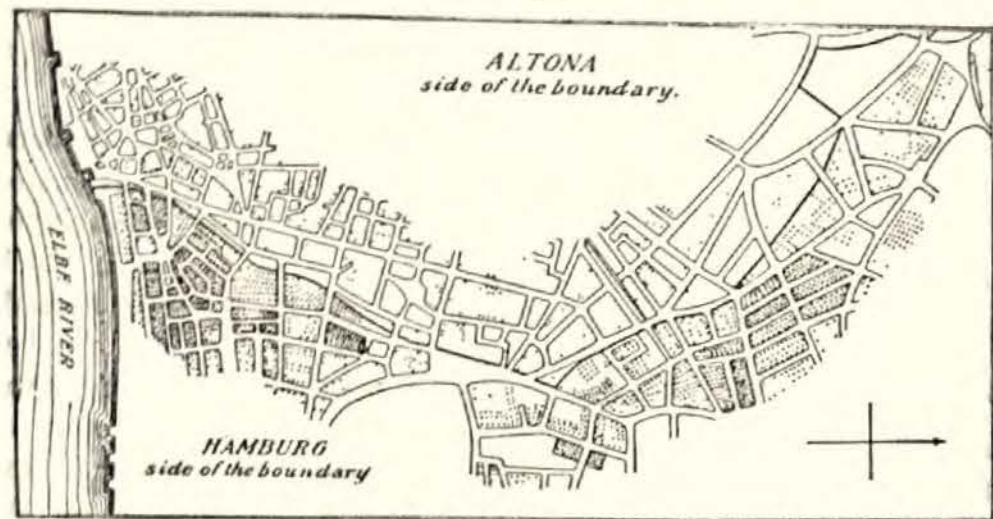 ALTONA
side of the boundary.
ELBE RIVER
HAMBURG
side of the boundary